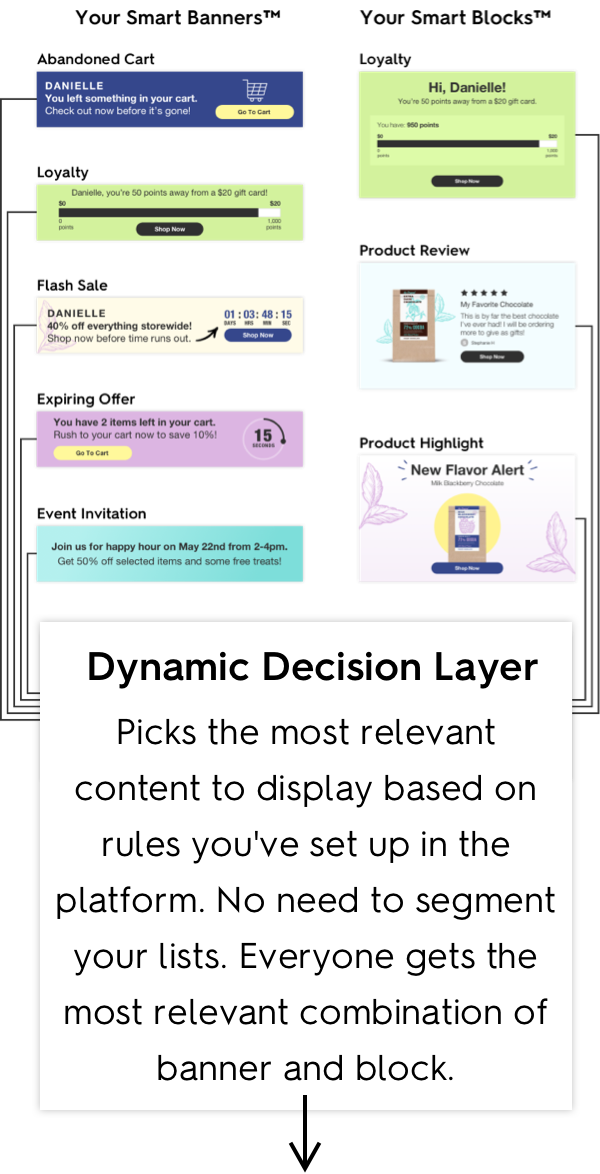 Your Smart Banners™
Abandoned Cart
DANIELLE
You left something in your cart.
Check out now before it's gone!
Go To Cart
Loyalty
Danielle, you're 50 points away from a $20 gift card!
$0
$20
0
points
1,000
points
Shop Now
Flash Sale
DANIELLE
40% off everything storewide!
Shop now before time runs out.
01 : 03 : 48 : 15
DAYS HRS MIN SEC
Shop Now
Expiring Offer
You have 2 items left in your cart.
Rush to your cart now to save 10%!
Go To Cart
15
SECONDS
Event Invitation
Join us for happy hour on May 22nd from 2-4pm.
Get 50% off selected items and some free treats!
Your Smart Blocks™
Loyalty
Hi, Danielle!
You're 50 points away from a $20 gift card.
You have: 950 points
$0
$20
0
points
1,000
points
Shop Now
Product Review
My Favorite Chocolate
This is by far the best chocolate
I've ever had! I will be ordering
more to give as gifts!
Stephanie H
Shop Now
Product Highlight
New Flavor Alert
Milk Blackberry Chocolate
Shop Now
Dynamic Decision Layer
Picks the most relevant
content to display based on
rules you've set up in the
platform. No need to segment
your lists. Everyone gets the
most relevant combination of
banner and block.